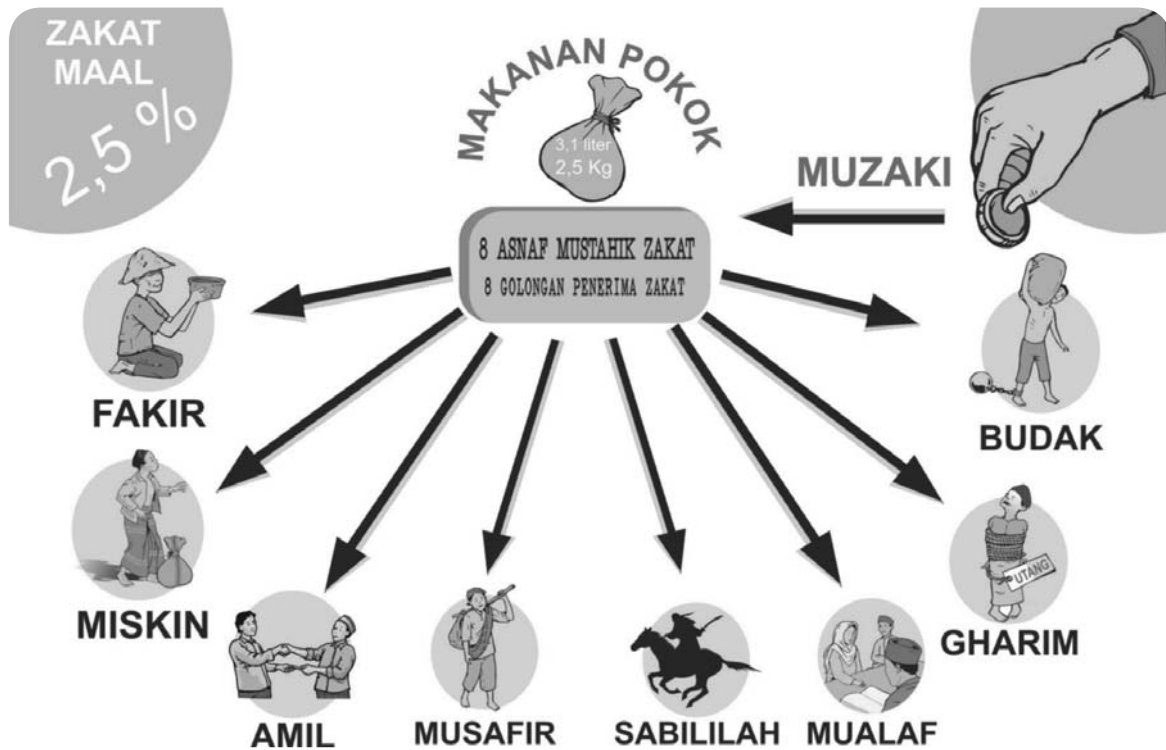 ZAKAT
MAAL
2,5 %
MAKANAN POKOK
3,1 liter
2,5 Kg
MUZAKI
8 ASNAF MUSTAHIK ZAKAT
8 GOLONGAN PENERIMA ZAKAT
FAKIR
BUDAK
MISKIN
UTANG
GHARIM
AMIL
MUSAFIR
SABILILAH
MUALAF